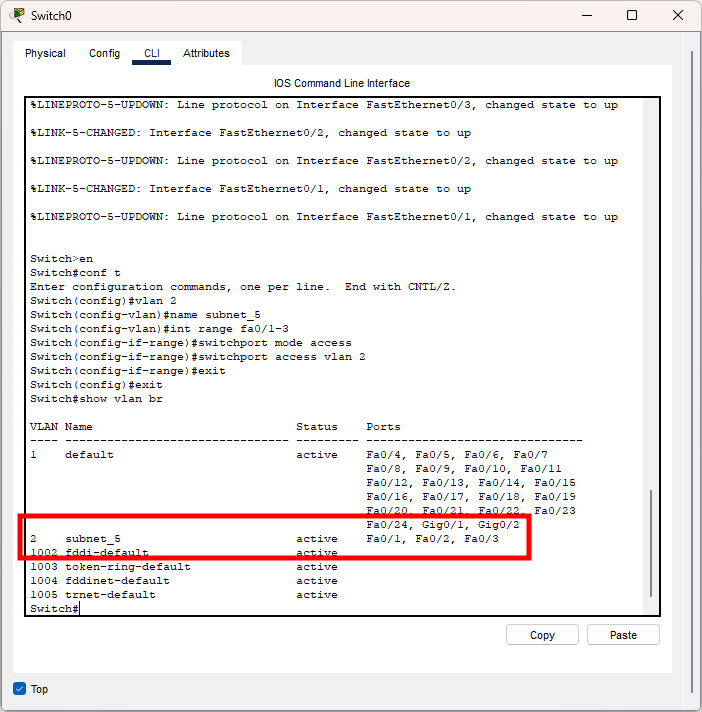 Switch0
Physical Config CLI Attributes
IOS Command Line Interface
%LINEPROTO-5-UPDOWN: Line protocol on Interface FastEthernet0/3, changed state to up
%LINK-5-CHANGED: Interface FastEthernet0/2, changed state to up
%LINEPROTO-5-UPDOWN: Line protocol on Interface FastEthernet0/2, changed state to up
%LINK-5-CHANGED: Interface FastEthernet0/1, changed state to up
%LINEPROTO-5-UPDOWN: Line protocol on Interface FastEthernet0/1, changed state to up
Switch>en
Switch#conf t
Enter configuration commands, one per line.  End with CNTL/Z.
Switch(config)#vlan 2
Switch(config-vlan)#name subnet_5
Switch(config-vlan)#int range fa0/1-3
Switch(config-if-range)#switchport mode access
Switch(config-if-range)#switchport access vlan 2
Switch(config-if-range)#exit
Switch(config)#exit
Switch#show vlan br
VLAN Name                             Status    Ports
---- -------------------------------- --------- -------------------------------
1    default                          active    Fa0/4, Fa0/5, Fa0/6, Fa0/7
                                                Fa0/8, Fa0/9, Fa0/10, Fa0/11
                                                Fa0/12, Fa0/13, Fa0/14, Fa0/15
                                                Fa0/16, Fa0/17, Fa0/18, Fa0/19
                                                Fa0/20, Fa0/21, Fa0/22, Fa0/23
                                                Fa0/24, Gig0/1, Gig0/2
2    subnet_5                         active    Fa0/1, Fa0/2, Fa0/3
1002 fddi-default                     active
1003 token-ring-default               active
1004 fddinet-default                  active
1005 trnet-default                    active
Switch#
Copy Paste
Top